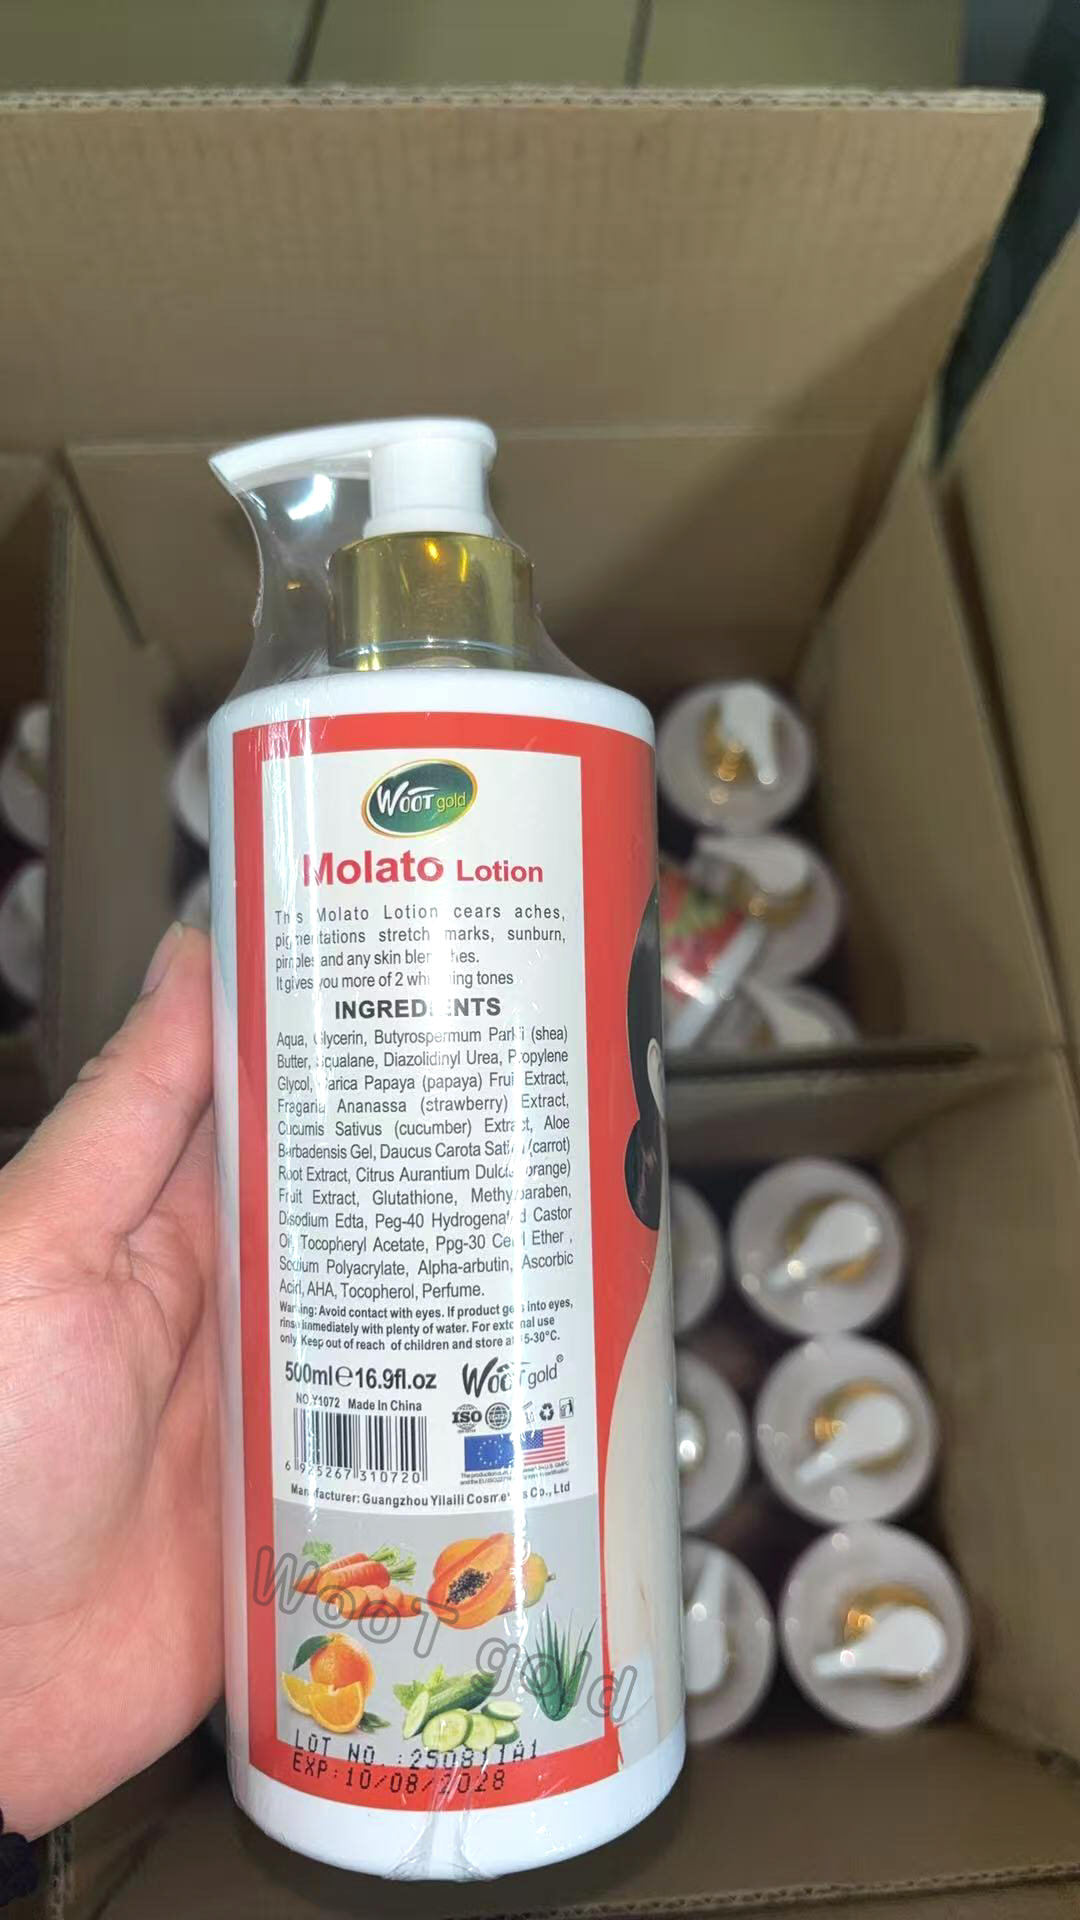 WOOT gold
Molato Lotion
This Molato Lotion cears aches,
pigmentations stretch marks, sunburn,
pimples and any skin blemishes.
It gives you more of 2 whitening tones
INGREDIENTS
Aqua, Glycerin, Butyrospermum Parkii (shea)
Butter, Squalane, Diazolidinyl Urea, Propylene
Glycol, Carica Papaya (papaya) Fruit Extract,
Fragaria Ananassa (strawberry) Extract,
Cucumis Sativus (cucumber) Extract, Aloe
Barbadensis Gel, Daucus Carota Sativa (carrot)
Root Extract, Citrus Aurantium Dulcis (orange)
Fruit Extract, Glutathione, Methylparaben,
Disodium Edta, Peg-40 Hydrogenated Castor
Oil, Tocopheryl Acetate, Ppg-30 Cetyl Ether ,
Sodium Polyacrylate, Alpha-arbutin, Ascorbic
Acid, AHA, Tocopherol, Perfume.
Warning: Avoid contact with eyes. If product gets into eyes,
rinse immediately with plenty of water. For external use
only. Keep out of reach of children and store at 5-30°C.
500ml℮16.9fl.oz WOOT gold®
NO.Y1072 Made In China
ISO
6 925267 310720
Manufacturer: Guangzhou Yilaili Cosmetics Co., Ltd
WooT gold
LOT NO.:250811A1
EXP:10/08/2028